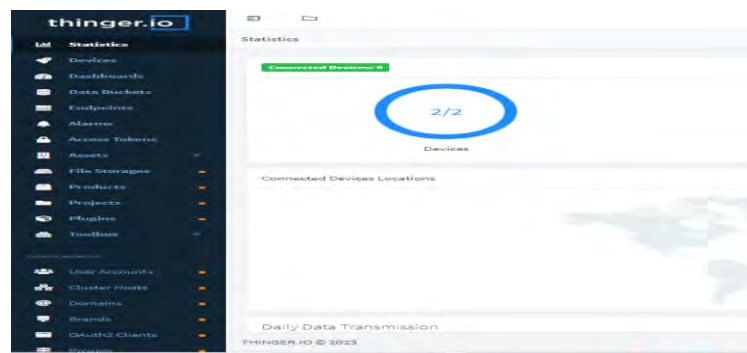 thinger.io
Statistics
Devices
Dashboards
Data Buckets
Endpoints
Alarms
Access Tokens
Assets
File Storages
Products
Projects
Plugins
Toolbox
User Accounts
Cluster Hosts
Domains
Brands
OAuth2 Clients
Proxies
Statistics
Connected Devices: 0
2/2
Devices
Connected Devices Locations
Daily Data Transmission
THINGER.IO © 2023